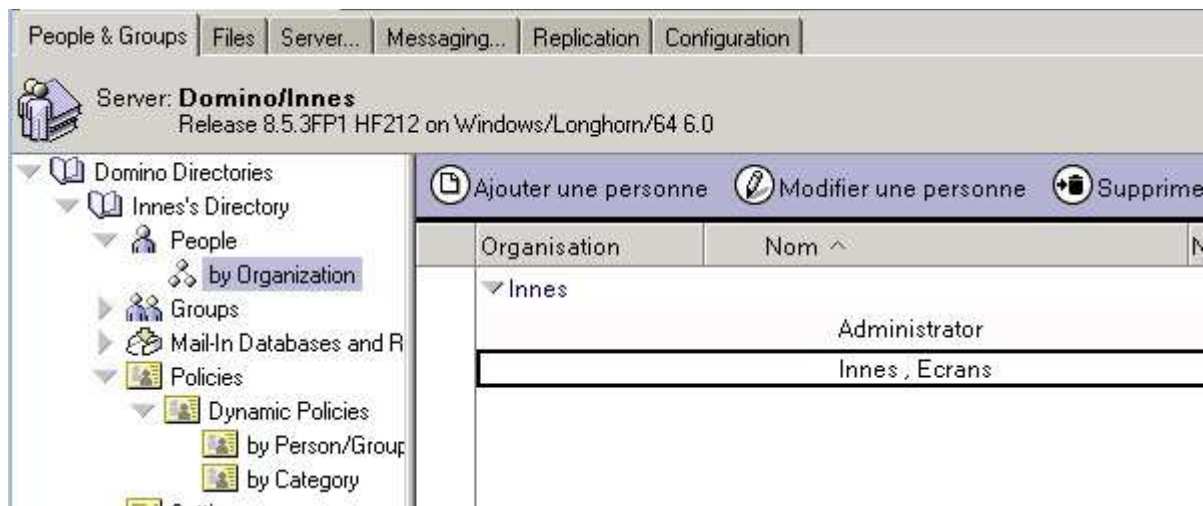 People & Groups Files Server... Messaging... Replication Configuration
Server: Domino/Innes
Release 8.5.3FP1 HF212 on Windows/Longhorn/64 6.0
Domino Directories
Innes's Directory
People
by Organization
Groups
Mail-In Databases and R
Policies
Dynamic Policies
by Person/Group
by Category
Ajouter une personne Modifier une personne Supprime
Organisation Nom
Innes
Administrator
Innes , Ecrans